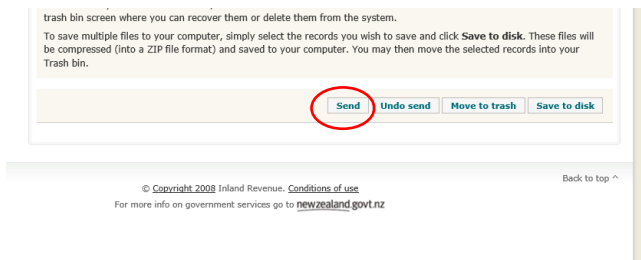 trash bin screen where you can recover them or delete them from the system.
To save multiple files to your computer, simply select the records you wish to save and click Save to disk. These files will
be compressed (into a ZIP file format) and saved to your computer. You may then move the selected records into your
Trash bin.
Send Undo send Move to trash Save to disk
Back to top ^
© Copyright 2008 Inland Revenue. Conditions of use
For more info on government services go to newzealand.govt.nz